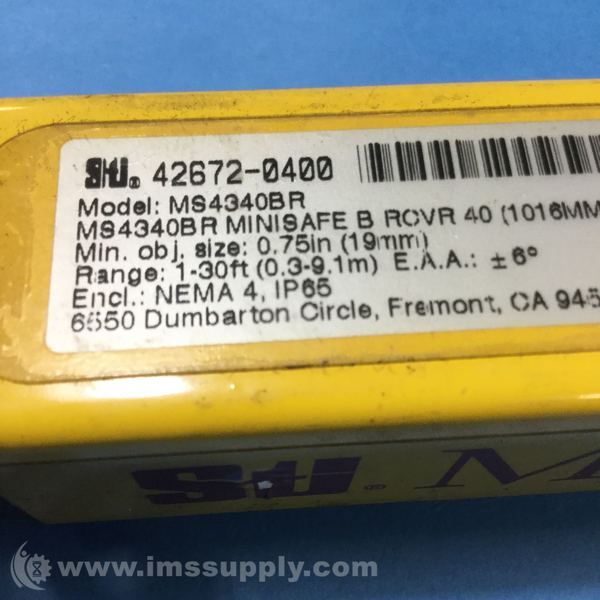 STI® 42672-0400
Model: MS4340BR
MS4340BR MINISAFE B RCVR 40 (1016MM
Min. obj. size: 0.75in (19mm)
Range: 1-30ft (0.3-9.1m) E.A.A.: ±6°
Encl.: NEMA 4, IP65
6550 Dumbarton Circle, Fremont, CA 945
STI® M
www.imssupply.com